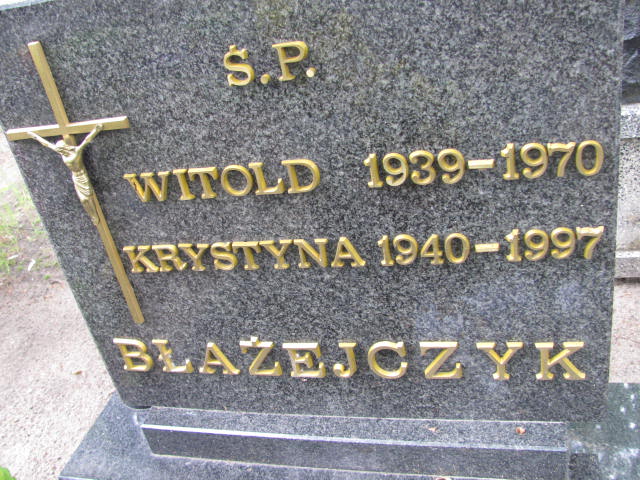 Ś.P.
WITOLD 1939-1970
KRYSTYNA 1940-1997
BŁAŻEJCZYK